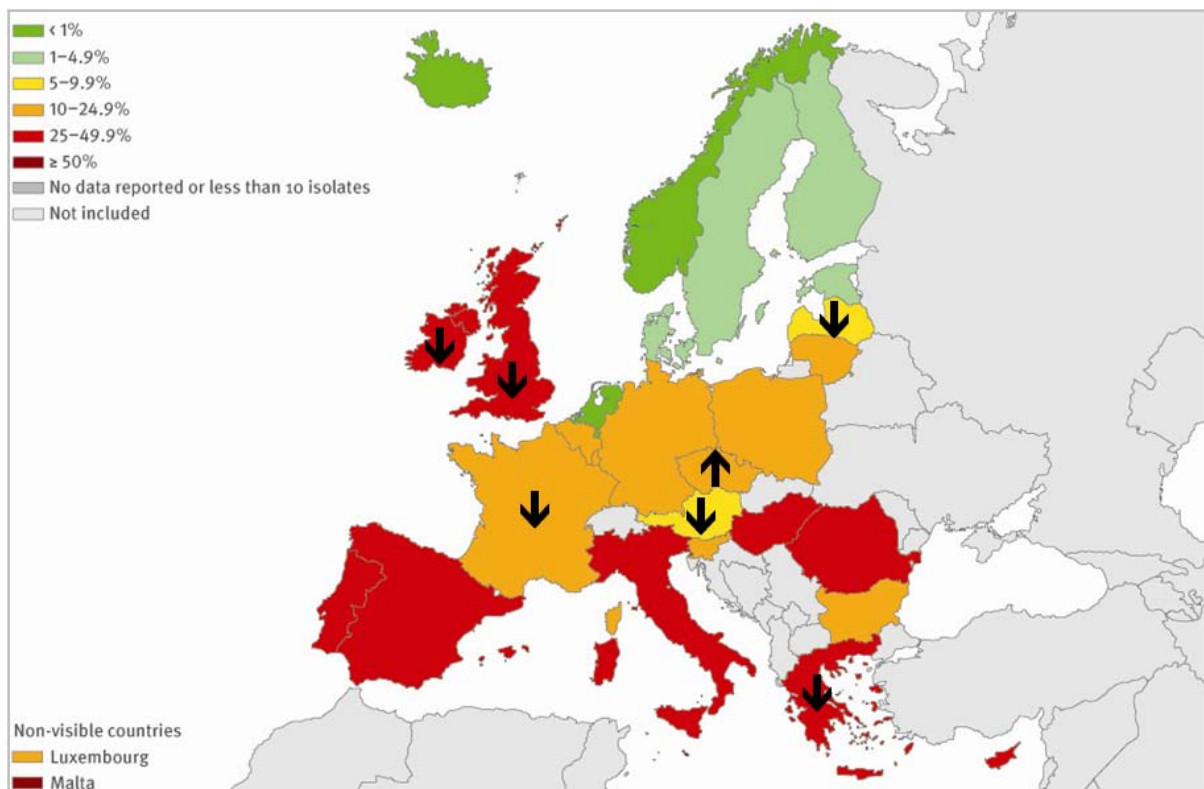 < 1%
1–4.9%
5–9.9%
10–24.9%
25–49.9%
≥ 50%
No data reported or less than 10 isolates
Not included
Non-visible countries
Luxembourg
Malta